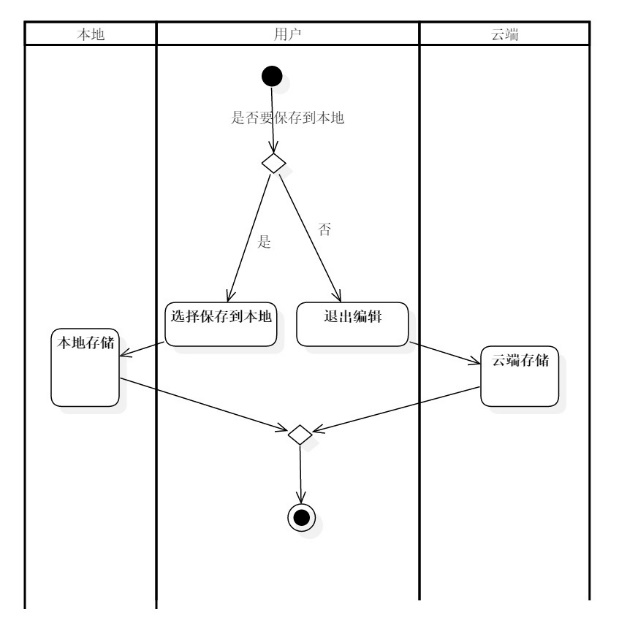 本地
用户
云端
是否要保存到本地
是
否
选择保存到本地
退出编辑
本地存储
云端存储